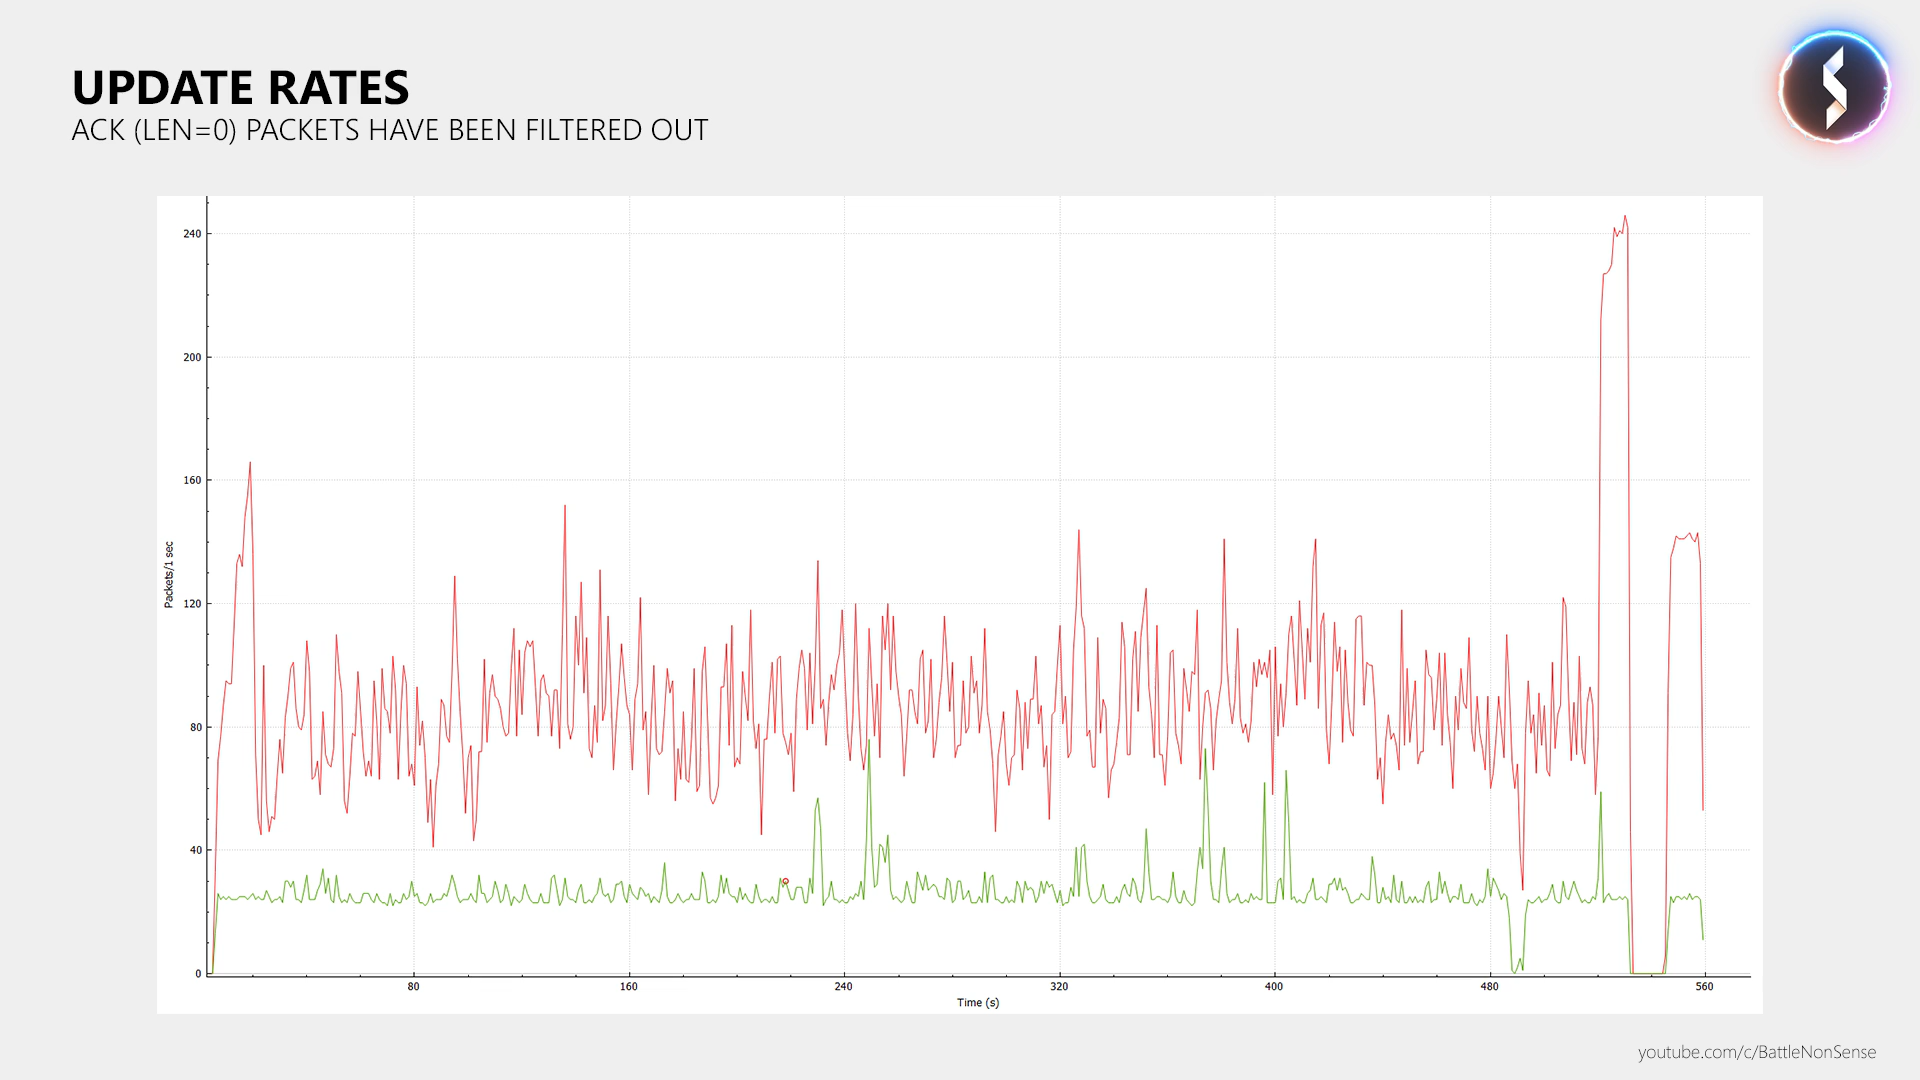 UPDATE RATES
ACK (LEN=0) PACKETS HAVE BEEN FILTERED OUT
240
200
160
120
80
40
0
Packets/1 sec
80
160
240
320
400
480
560
Time (s)
youtube.com/c/BattleNonSense